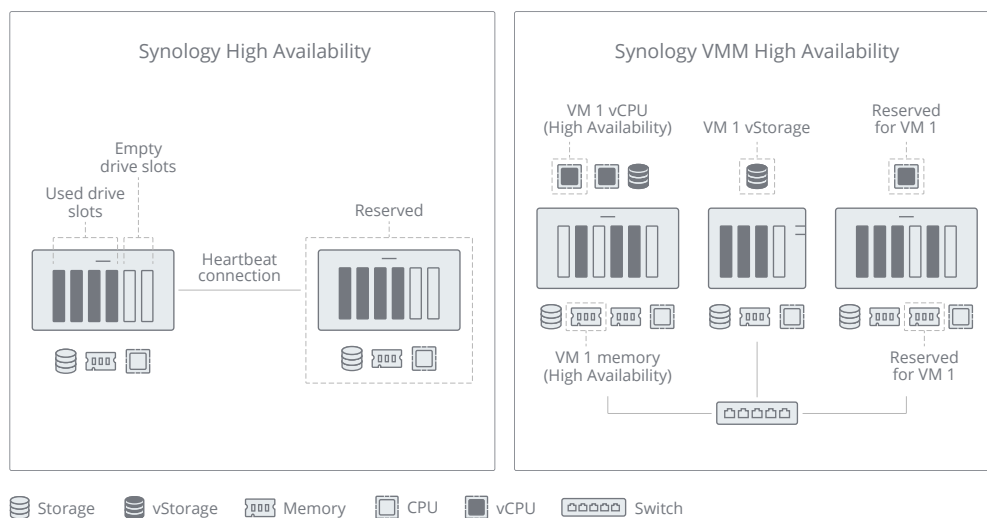 Synology High Availability
Empty
drive slots
Used drive
slots
Heartbeat
connection
Reserved
Synology VMM High Availability
VM 1 vCPU
(High Availability)
VM 1 vStorage
Reserved
for VM 1
VM 1 memory
(High Availability)
Reserved
for VM 1
Storage
vStorage
Memory
CPU
vCPU
Switch